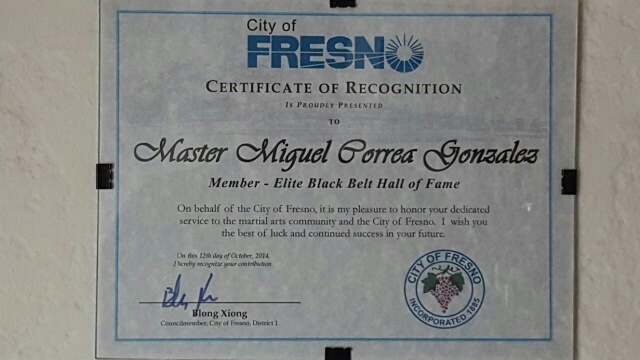 City of
FRESNO
CERTIFICATE OF RECOGNITION
IS PROUDLY PRESENTED
TO
Master Miguel Correa Gonzalez
Member - Elite Black Belt Hall of Fame
On behalf of the City of Fresno, it is my pleasure to honor your dedicated
service to the martial arts community and the City of Fresno. I wish you
the best of luck and continued success in your future.
On this 12th day of October, 2014,
I hereby recognize your contribution.
Blong Xiong
Councilmember, City of Fresno, District 1
CITY OF FRESNO
INCORPORATED 1885